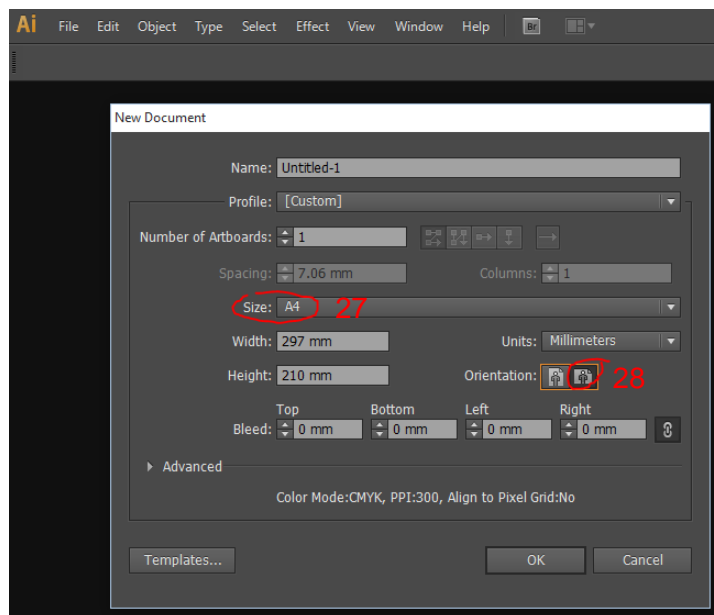 Ai File Edit Object Type Select Effect View Window Help Br
New Document
Name: Untitled-1
Profile: [Custom]
Number of Artboards: 1
Spacing: 7.06 mm Columns: 1
Size: A4 27
Width: 297 mm Units: Millimeters
Height: 210 mm Orientation: 28
Top Bottom Left Right
Bleed: 0 mm 0 mm 0 mm 0 mm
Advanced
Color Mode:CMYK, PPI:300, Align to Pixel Grid:No
Templates... OK Cancel